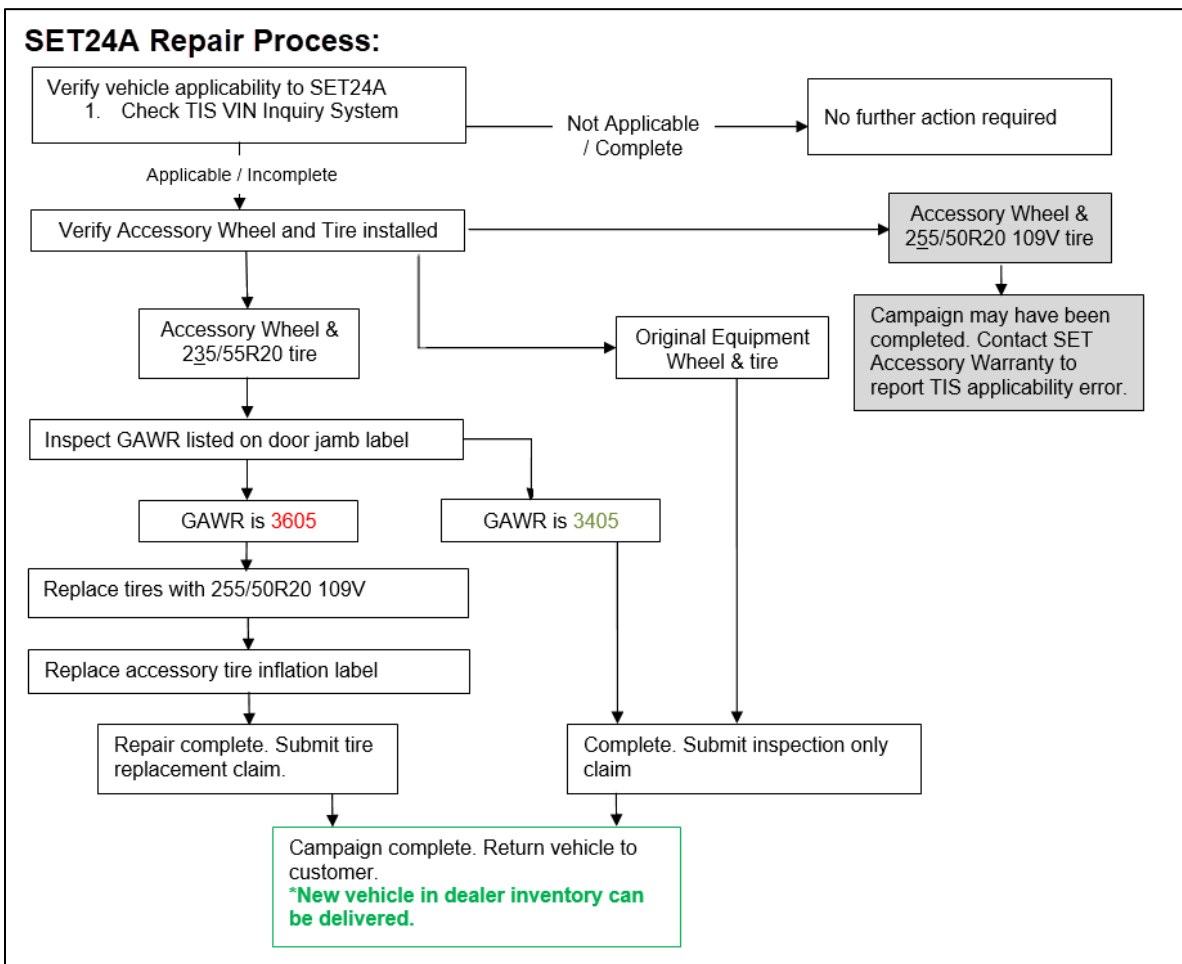 SET24A Repair Process:
Verify vehicle applicability to SET24A
1. Check TIS VIN Inquiry System
Not Applicable
/ Complete
No further action required
Applicable / Incomplete
Verify Accessory Wheel and Tire installed
Accessory Wheel &
255/50R20 109V tire
Campaign may have been
completed. Contact SET
Accessory Warranty to
report TIS applicability error.
Accessory Wheel &
235/55R20 tire
Original Equipment
Wheel & tire
Inspect GAWR listed on door jamb label
GAWR is 3605
GAWR is 3405
Replace tires with 255/50R20 109V
Replace accessory tire inflation label
Repair complete. Submit tire
replacement claim.
Complete. Submit inspection only
claim
Campaign complete. Return vehicle to
customer.
*New vehicle in dealer inventory can
be delivered.